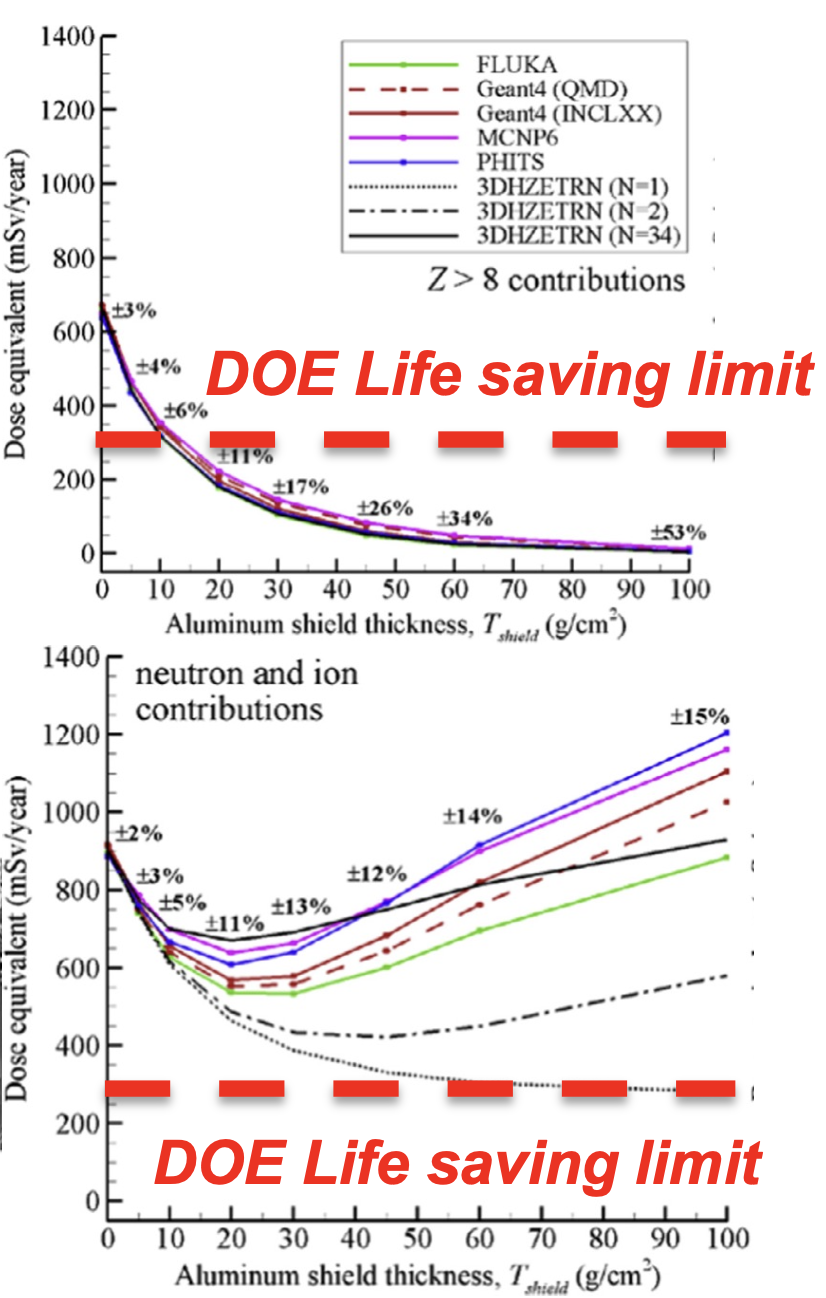 1400
1200
1000
800
600
400
200
0
Dose equivalent (mSv/year)
FLUKA
Geant4 (QMD)
Geant4 (INCLXX)
MCNP6
PHITS
3DHZETRN (N=1)
3DHZETRN (N=2)
3DHZETRN (N=34)
Z > 8 contributions
±3%
±4%
±6%
±11%
±17%
±26%
±34%
±53%
DOE Life saving limit
0 10 20 30 40 50 60 70 80 90 100
Aluminum shield thickness, Tshield (g/cm2)
1400
1200
1000
800
600
400
200
0
Dose equivalent (mSv/year)
neutron and ion
contributions
±2%
±3%
±5%
±11%
±13%
±12%
±14%
±15%
DOE Life saving limit
0 10 20 30 40 50 60 70 80 90 100
Aluminum shield thickness, Tshield (g/cm2)